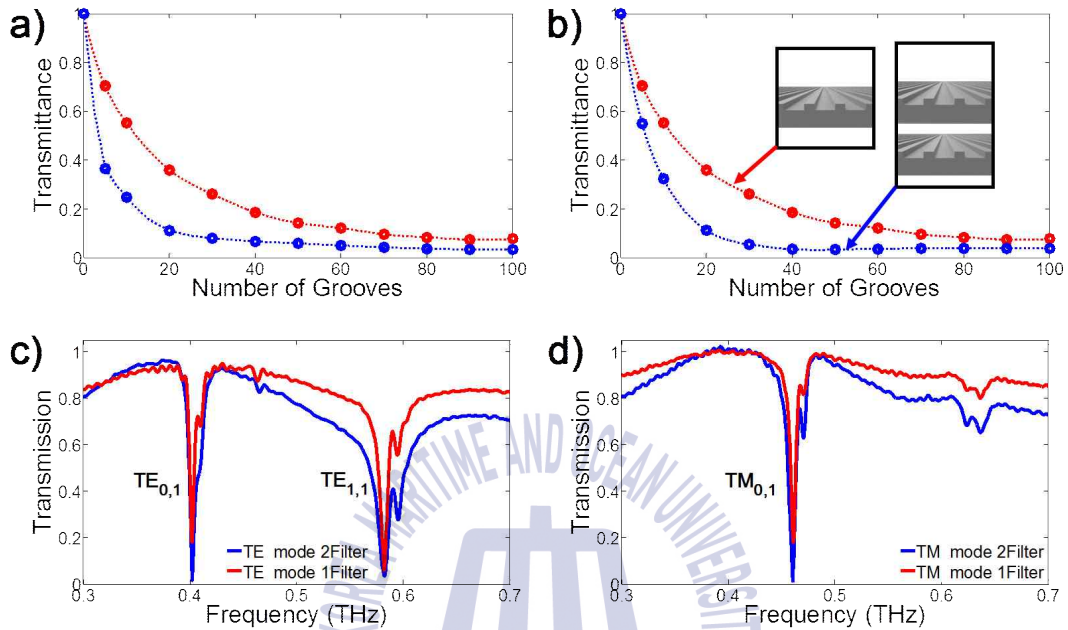 a)
Transmittance
1
0.8
0.6
0.4
0.2
0
0 20 40 60 80 100
Number of Grooves
b)
Transmittance
1
0.8
0.6
0.4
0.2
0
0 20 40 60 80 100
Number of Grooves
c)
Transmission
1
0.8
0.6
0.4
0.2
0
TE0,1
TE1,1
TE mode 2Filter
TE mode 1Filter
0.3 0.4 0.5 0.6 0.7
Frequency (THz)
d)
Transmission
1
0.8
0.6
0.4
0.2
0
TM0,1
TM mode 2Filter
TM mode 1Filter
0.3 0.4 0.5 0.6 0.7
Frequency (THz)
KOREA MARITIME AND OCEAN UNIVERSIT